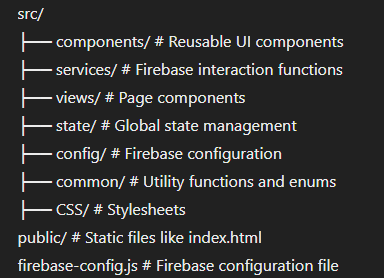 src/
├── components/ # Reusable UI components
├── services/ # Firebase interaction functions
├── views/ # Page components
├── state/ # Global state management
├── config/ # Firebase configuration
├── common/ # Utility functions and enums
├── CSS/ # Stylesheets
public/ # Static files like index.html
firebase-config.js # Firebase configuration file